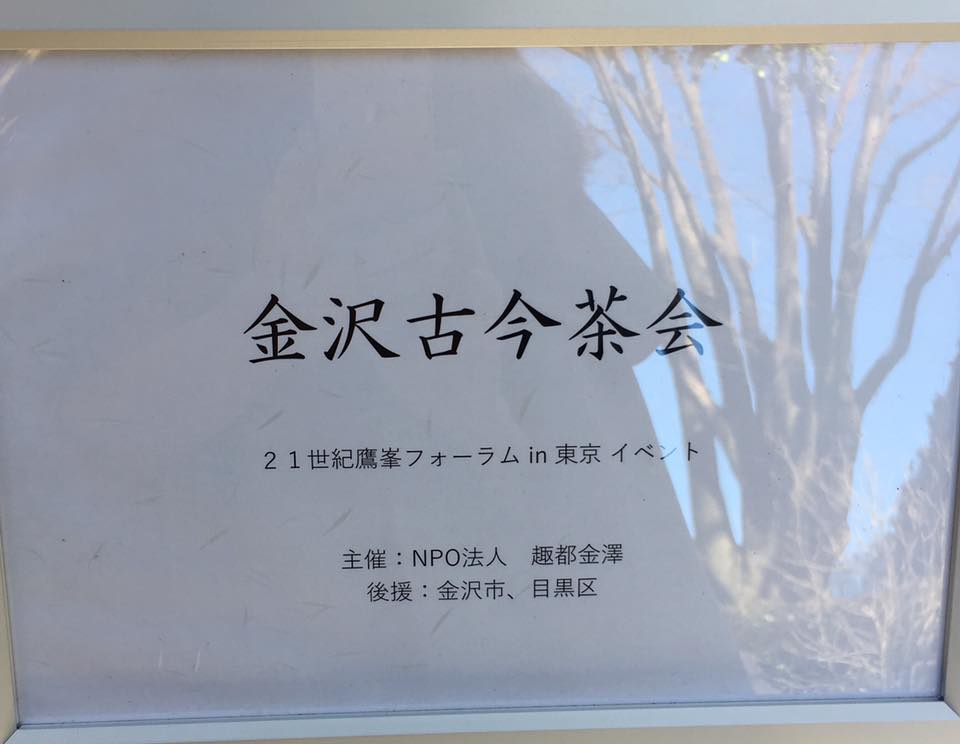 金沢古今茶会
２１世紀鷹峯フォーラム in 東京 イベント
主催：NPO法人　趣都金澤
後援：金沢市、目黒区